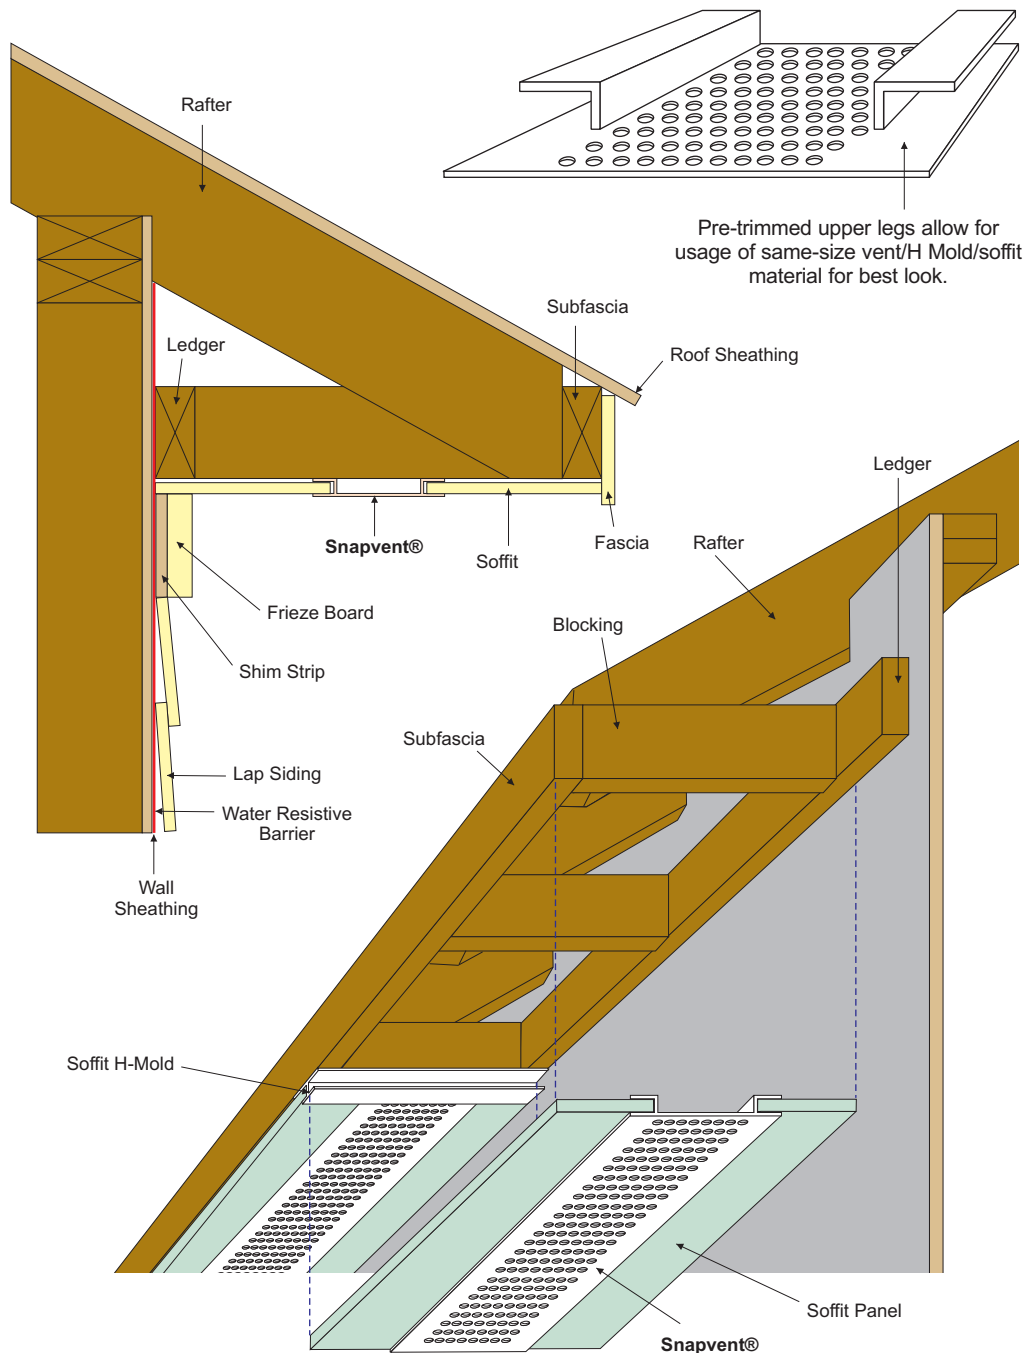 Rafter
Pre-trimmed upper legs allow for
usage of same-size vent/H Mold/soffit
material for best look.
Subfascia
Ledger
Roof Sheathing
Ledger
Snapvent®
Soffit
Fascia
Rafter
Frieze Board
Blocking
Shim Strip
Subfascia
Lap Siding
Water Resistive
Barrier
Wall
Sheathing
Soffit H-Mold
Soffit Panel
Snapvent®